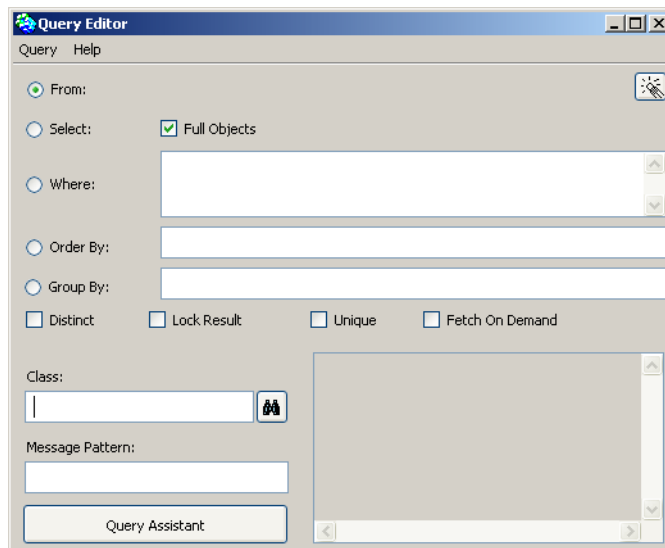 Query Editor
Query Help
From:
Select: Full Objects
Where:
Order By:
Group By:
Distinct Lock Result Unique Fetch On Demand
Class:
Message Pattern:
Query Assistant